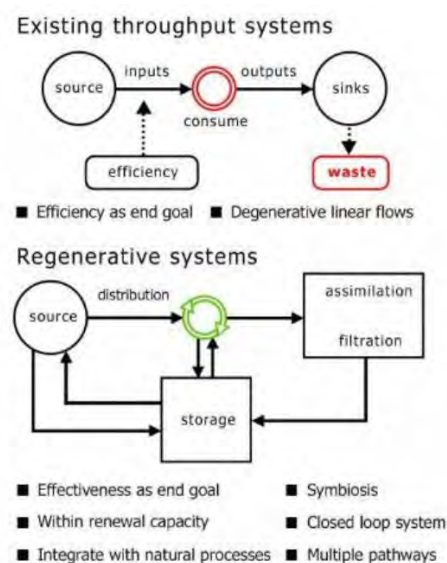 Existing throughput systems
source
inputs
outputs
sinks
consume
efficiency
waste
■ Efficiency as end goal ■ Degenerative linear flows
Regenerative systems
source
distribution
assimilation
filtration
storage
■ Effectiveness as end goal ■ Symbiosis
■ Within renewal capacity ■ Closed loop system
■ Integrate with natural processes ■ Multiple pathways